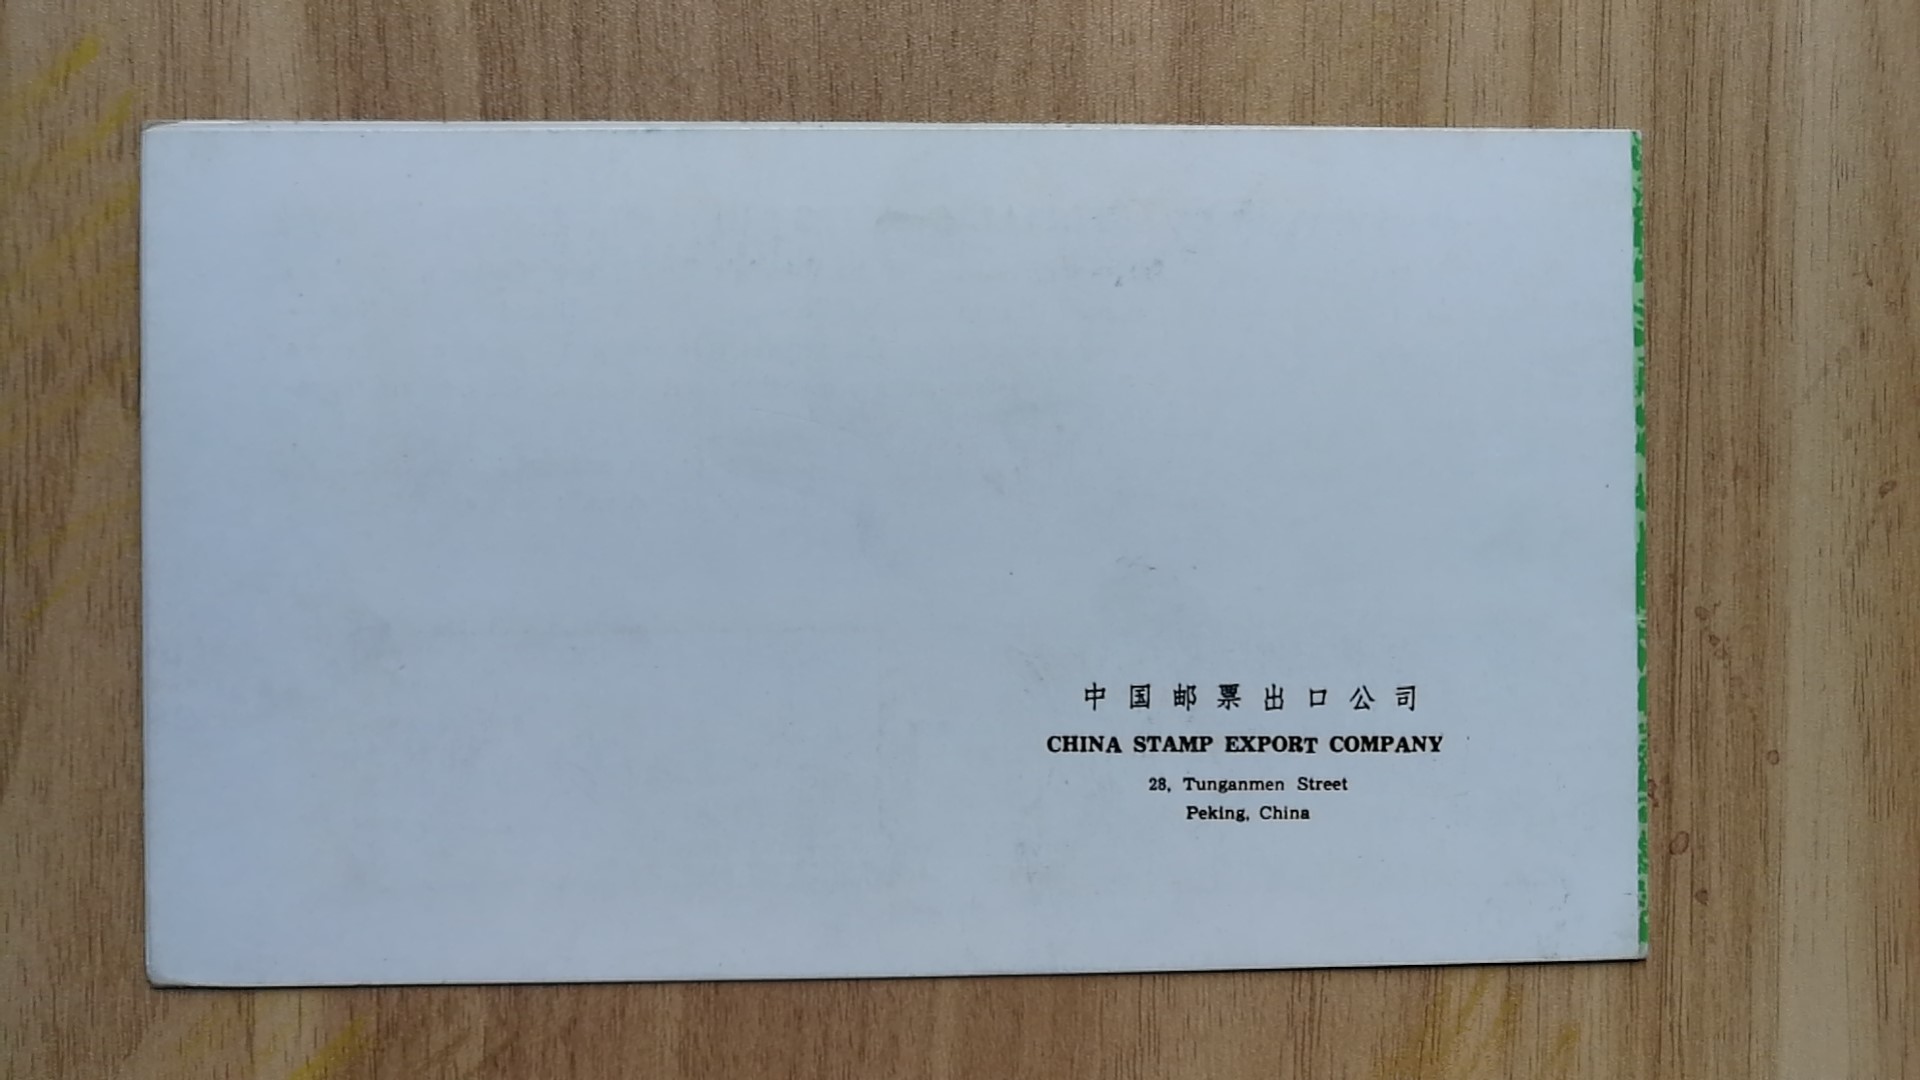 中国邮票出口公司
CHINA STAMP EXPORT COMPANY
28, Tunganmen Street
Peking, China